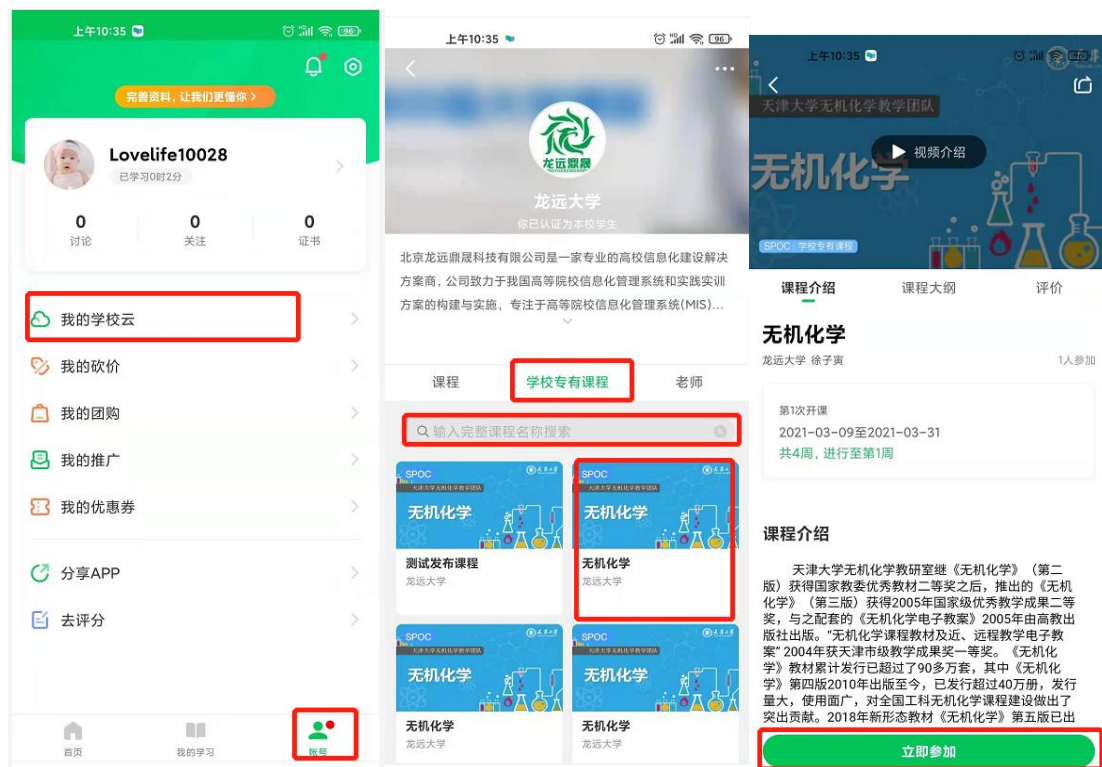 上午10:35
96
完善资料，让我们更懂你 >
Lovelife10028
已学习0时2分
0
0
0
讨论
关注
证书
我的学校云
我的砍价
我的团购
我的推广
我的优惠券
分享APP
去评分
首页
我的学习
帐号
上午10:35
96
龙远鼎晟
龙远大学
你已认证为本校学生
北京龙远鼎晟科技有限公司是一家专业的高校信息化建设解决
方案商，公司致力于我国高等院校信息化管理系统和实践实训
方案的构建与实施，专注于高等院校信息化管理系统(MIS)...
课程
学校专有课程
老师
输入完整课程名称搜索
SPOC
天津大学无机化学教学团队
无机化学
测试发布课程
龙远大学
SPOC
天津大学无机化学教学团队
无机化学
无机化学
龙远大学
SPOC
天津大学无机化学教学团队
无机化学
无机化学
龙远大学
SPOC
天津大学无机化学教学团队
无机化学
无机化学
龙远大学
上午10:35
天津大学无机化学教学团队
视频介绍
无机化学
SPOC 学校专有课程
课程介绍
课程大纲
评价
无机化学
龙远大学 徐子寅
1人参加
第1次开课
2021-03-09至2021-03-31
共4周, 进行至第1周
课程介绍
天津大学无机化学教研室继《无机化学》（第二
版）获得国家教委优秀教材二等奖之后，推出的《无机
化学》（第三版）获得2005年国家级优秀教学成果二等
奖，与之配套的《无机化学电子教案》2005年由高教出
版社出版。“无机化学课程教材及近、远程教学电子教
案” 2004年获天津市级教学成果奖一等奖。《无机化
学》教材累计发行已超过了90多万套，其中《无机化
学》第四版2010年出版至今，已发行超过40万册，发行
量大，使用面广，对全国工科无机化学课程建设做出了
突出贡献。2018年新形态教材《无机化学》第五版已出
立即参加